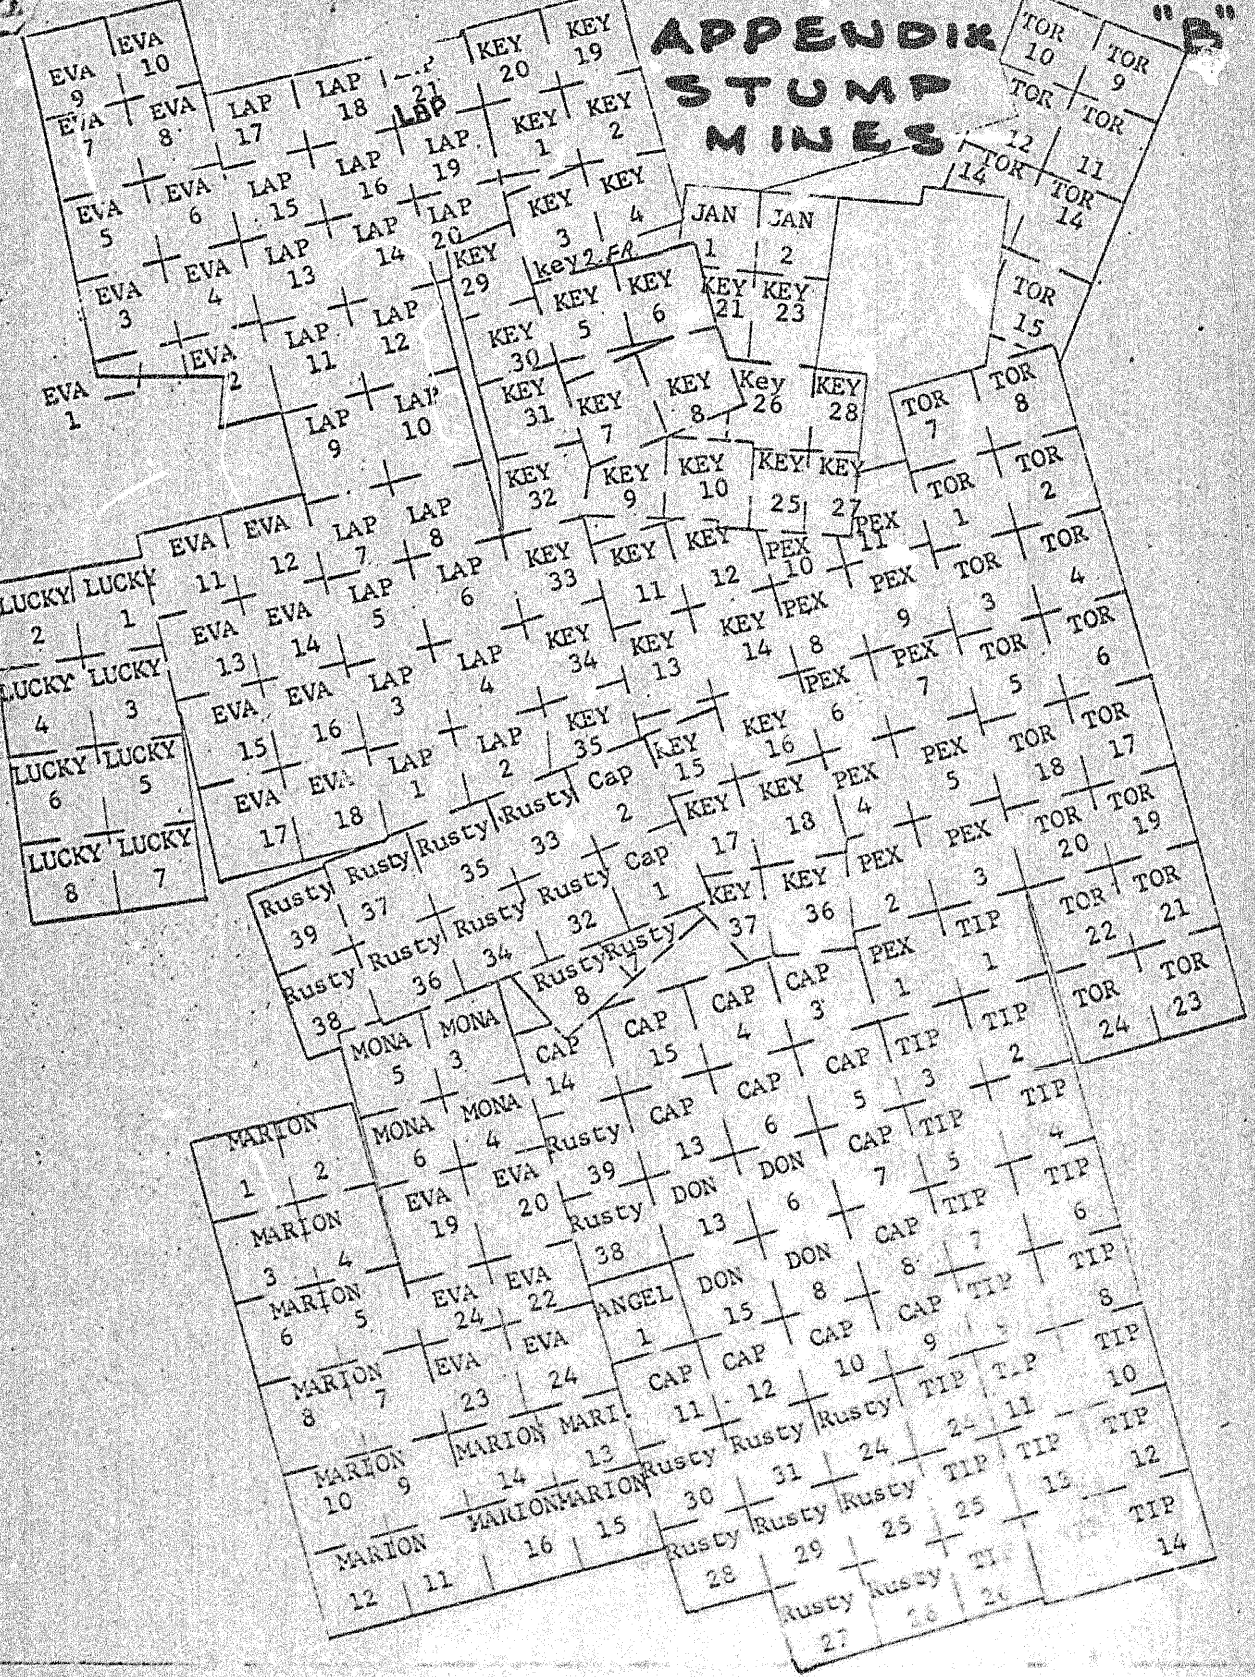 APPENDIX "B"
STUMP
MINES
EVA 9
EVA 10
EVA 7
EVA 8
LAP 17
LAP 18
21
LAP
KEY 20
KEY 19
EVA 5
EVA 6
LAP 15
LAP 16
LAP 19
KEY 1
KEY 2
EVA 3
EVA 4
LAP 13
LAP 14
LAP 20
KEY 3
KEY 4
EVA 1
EVA 2
LAP 11
LAP 12
KEY 29
key 2 FR.
LAP 9
LAP 10
KEY 30
KEY 5
KEY 6
KEY 31
KEY 7
KEY 8
KEY 32
KEY 9
KEY 10
JAN 1
JAN 2
KEY 21
KEY 23
Key 26
KEY 28
KEY 25
KEY 27
TOR 10
TOR 9
TOR 12
TOR 11
TOR 14
TOR 14
TOR 15
TOR 7
TOR 8
TOR 1
TOR 2
TOR 3
TOR 4
TOR 5
TOR 6
TOR 18
TOR 17
TOR 20
TOR 19
TOR 22
TOR 21
TOR 24
TOR 23
LUCKY 2
LUCKY 1
LUCKY 4
LUCKY 3
LUCKY 6
LUCKY 5
LUCKY 8
LUCKY 7
EVA 11
EVA 12
LAP 7
LAP 8
EVA 13
EVA 14
LAP 5
LAP 6
EVA 15
EVA 16
LAP 3
LAP 4
EVA 17
EVA 18
LAP 1
LAP 2
KEY 33
KEY 11
KEY 12
PEX 10
PEX 11
KEY 34
KEY 13
KEY 14
PEX 8
PEX 9
KEY 35
KEY 15
KEY 16
PEX 6
PEX 7
KEY 17
KEY 18
PEX 4
PEX 5
KEY 37
KEY 36
PEX 2
PEX 3
PEX 1
TIP 1
Rusty 39
Rusty 37
Rusty 35
Rusty 33
Cap 2
Rusty 38
Rusty 36
Rusty 34
Rusty 32
Cap 1
Rusty 8
Rusty 7
MONA 5
MONA 3
CAP 14
CAP 15
CAP 4
CAP 3
MONA 6
MONA 4
Rusty 39
CAP 13
CAP 6
CAP 5
TIP 3
TIP 2
MARION 1 2
EVA 19
EVA 20
Rusty 38
DON 13
DON 6
CAP 7
TIP 5
TIP 4
MARION 3 4
EVA 24
EVA 22
ANGEL 1
DON 15
DON 8
CAP 8
TIP 7
TIP 6
MARION 6 5
EVA 23
EVA 24
CAP 11
CAP 12
CAP 10
CAP 9
TIP
TIP 8
MARION 8 7
MARION 14
MARI 13
Rusty 30
Rusty 31
Rusty 24
TIP
TIP 11
TIP 10
MARION 10 9
MARION 16
MARION 15
Rusty 28
Rusty 29
Rusty 25
TIP 25
TIP 13
TIP 12
MARION 12 11
Rusty 27
Rusty 26
26
TIP 14